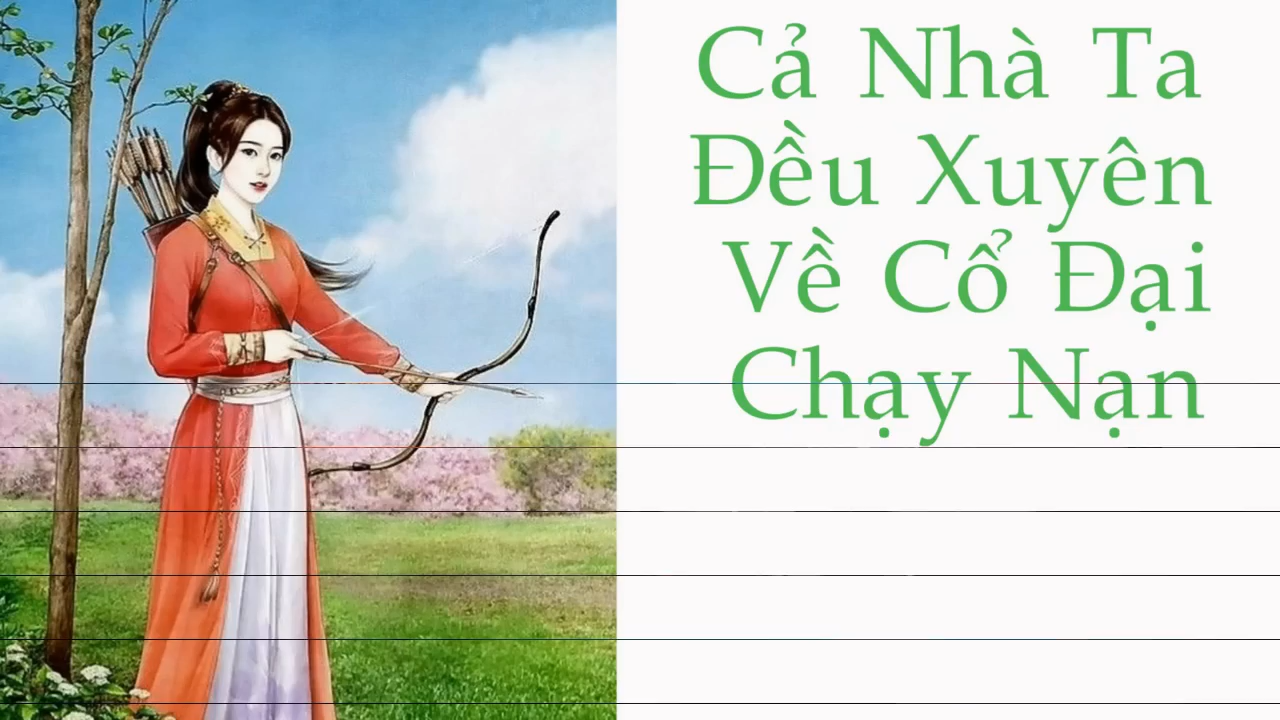 Cả Nhà Ta
Đều Xuyên
Về Cổ Đại
Chạy Nạn